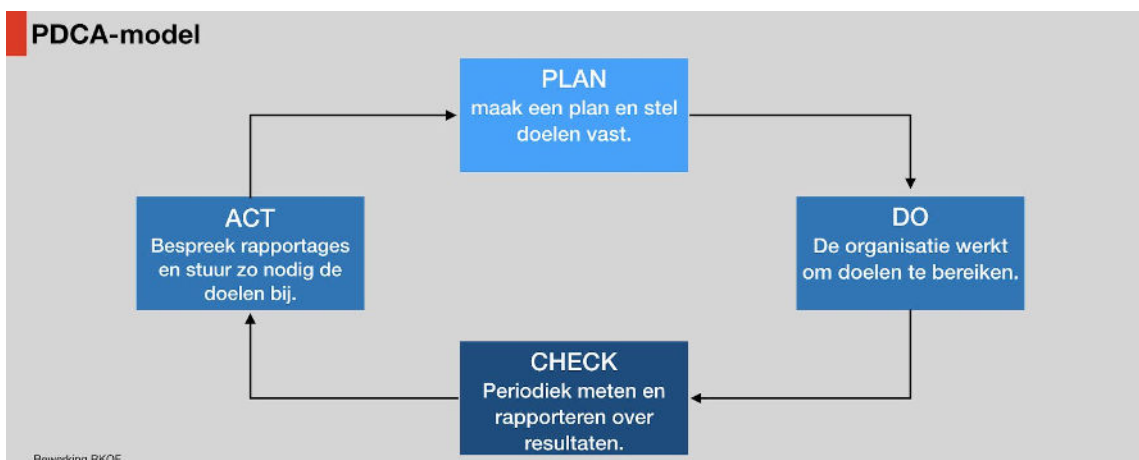 PDCA-model
PLAN
maak een plan en stel
doelen vast.
ACT
Bespreek rapportages
en stuur zo nodig de
doelen bij.
DO
De organisatie werkt
om doelen te bereiken.
CHECK
Periodiek meten en
rapporteren over
resultaten.